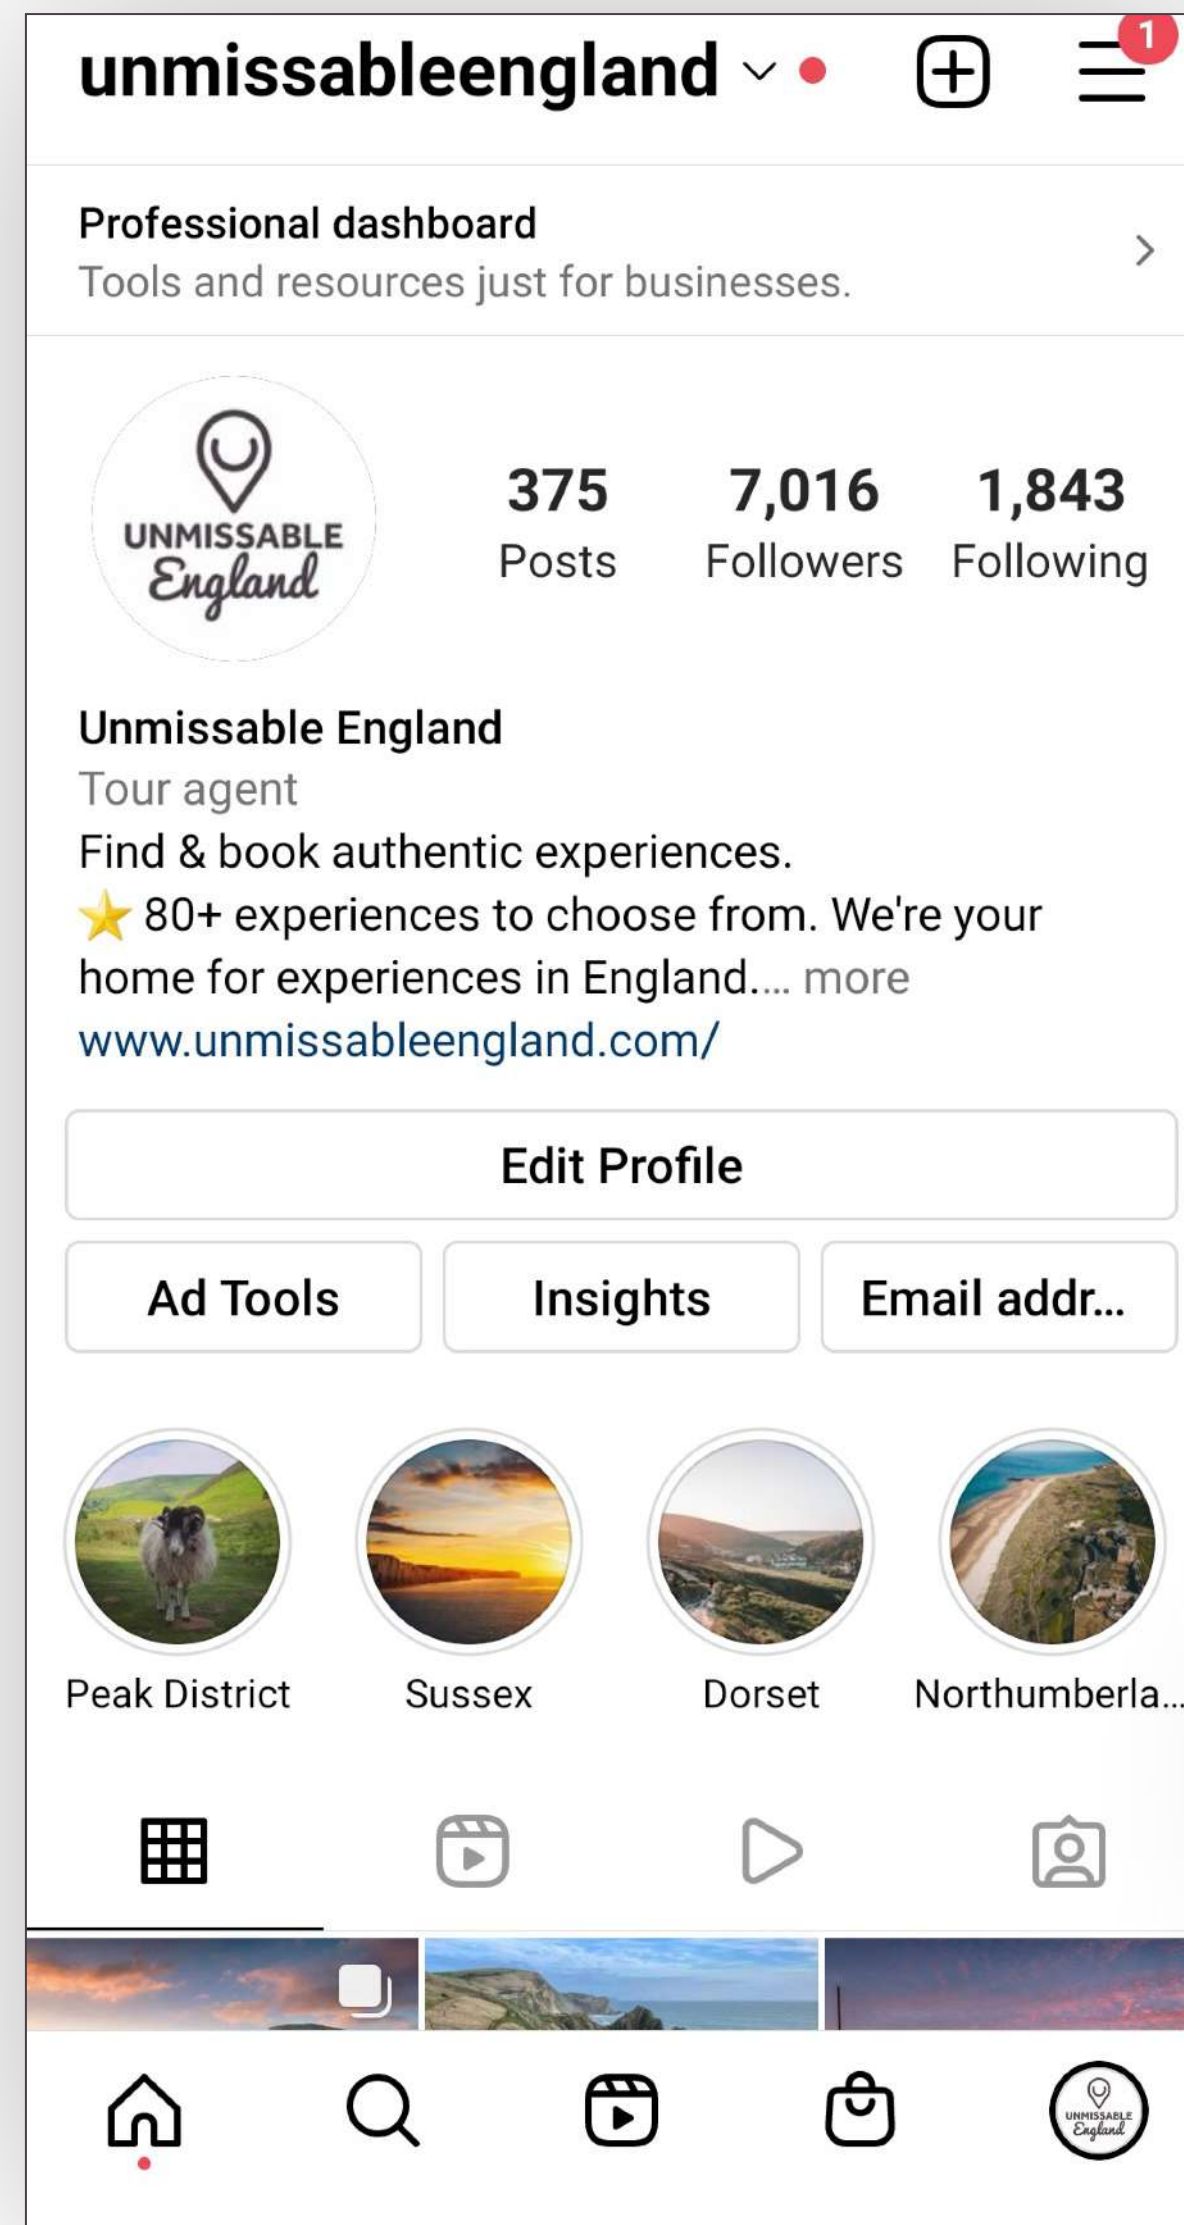 unmissableengland
1
Professional dashboard
Tools and resources just for businesses.
UNMISSABLE
England
375
Posts
7,016
Followers
1,843
Following
Unmissable England
Tour agent
Find & book authentic experiences.
80+ experiences to choose from. We're your
home for experiences in England.... more
www.unmissableengland.com/
Edit Profile
Ad Tools
Insights
Email addr...
Peak District
Sussex
Dorset
Northumberla...
UNMISSABLE
England